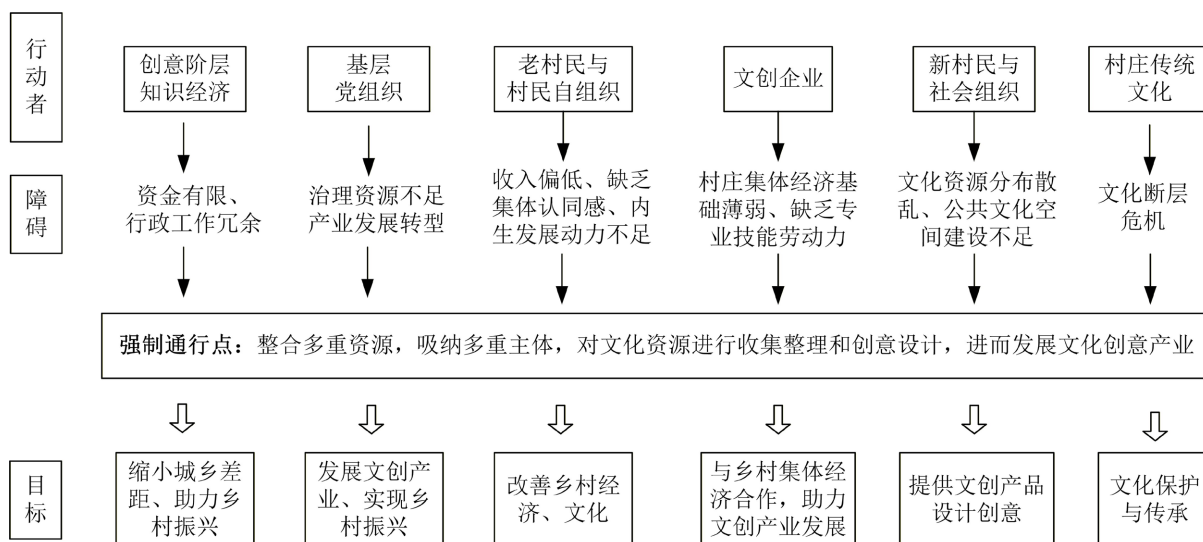 行动者
创意阶层
知识经济
基层
党组织
老村民与
村民自组织
文创企业
新村民与
社会组织
村庄传统
文化
障碍
资金有限、
行政工作冗余
治理资源不足
产业发展转型
收入偏低、缺乏
集体认同感、内
生发展动力不足
村庄集体经济基
础薄弱、缺乏专
业技能劳动力
文化资源分布散
乱、公共文化空
间建设不足
文化断层
危机
强制通行点：整合多重资源，吸纳多重主体，对文化资源进行收集整理和创意设计，进而发展文化创意产业
目标
缩小城乡差
距、助力乡
村振兴
发展文创产
业、实现乡
村振兴
改善乡村经
济、文化
与乡村集体经
济合作，助力
文创产业发展
提供文创产品
设计创意
文化保护
与传承